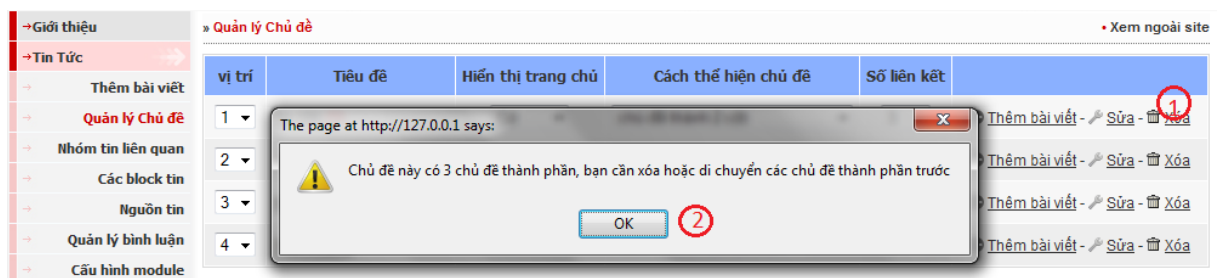 →Giới thiệu
→Tin Tức
→ Thêm bài viết
→ Quản lý Chủ đề
→ Nhóm tin liên quan
→ Các block tin
→ Nguồn tin
→ Quản lý bình luận
→ Cấu hình module
» Quản lý Chủ đề
• Xem ngoài site
vị trí Tiêu đề Hiển thị trang chủ Cách thể hiện chủ đề Số liên kết
1 Thêm bài viết - Sửa - Xóa
1
The page at http://127.0.0.1 says:
Chủ đề này có 3 chủ đề thành phần, bạn cần xóa hoặc di chuyển các chủ đề thành phần trước
OK
2
2 Thêm bài viết - Sửa - Xóa
3 Thêm bài viết - Sửa - Xóa
4 Thêm bài viết - Sửa - Xóa